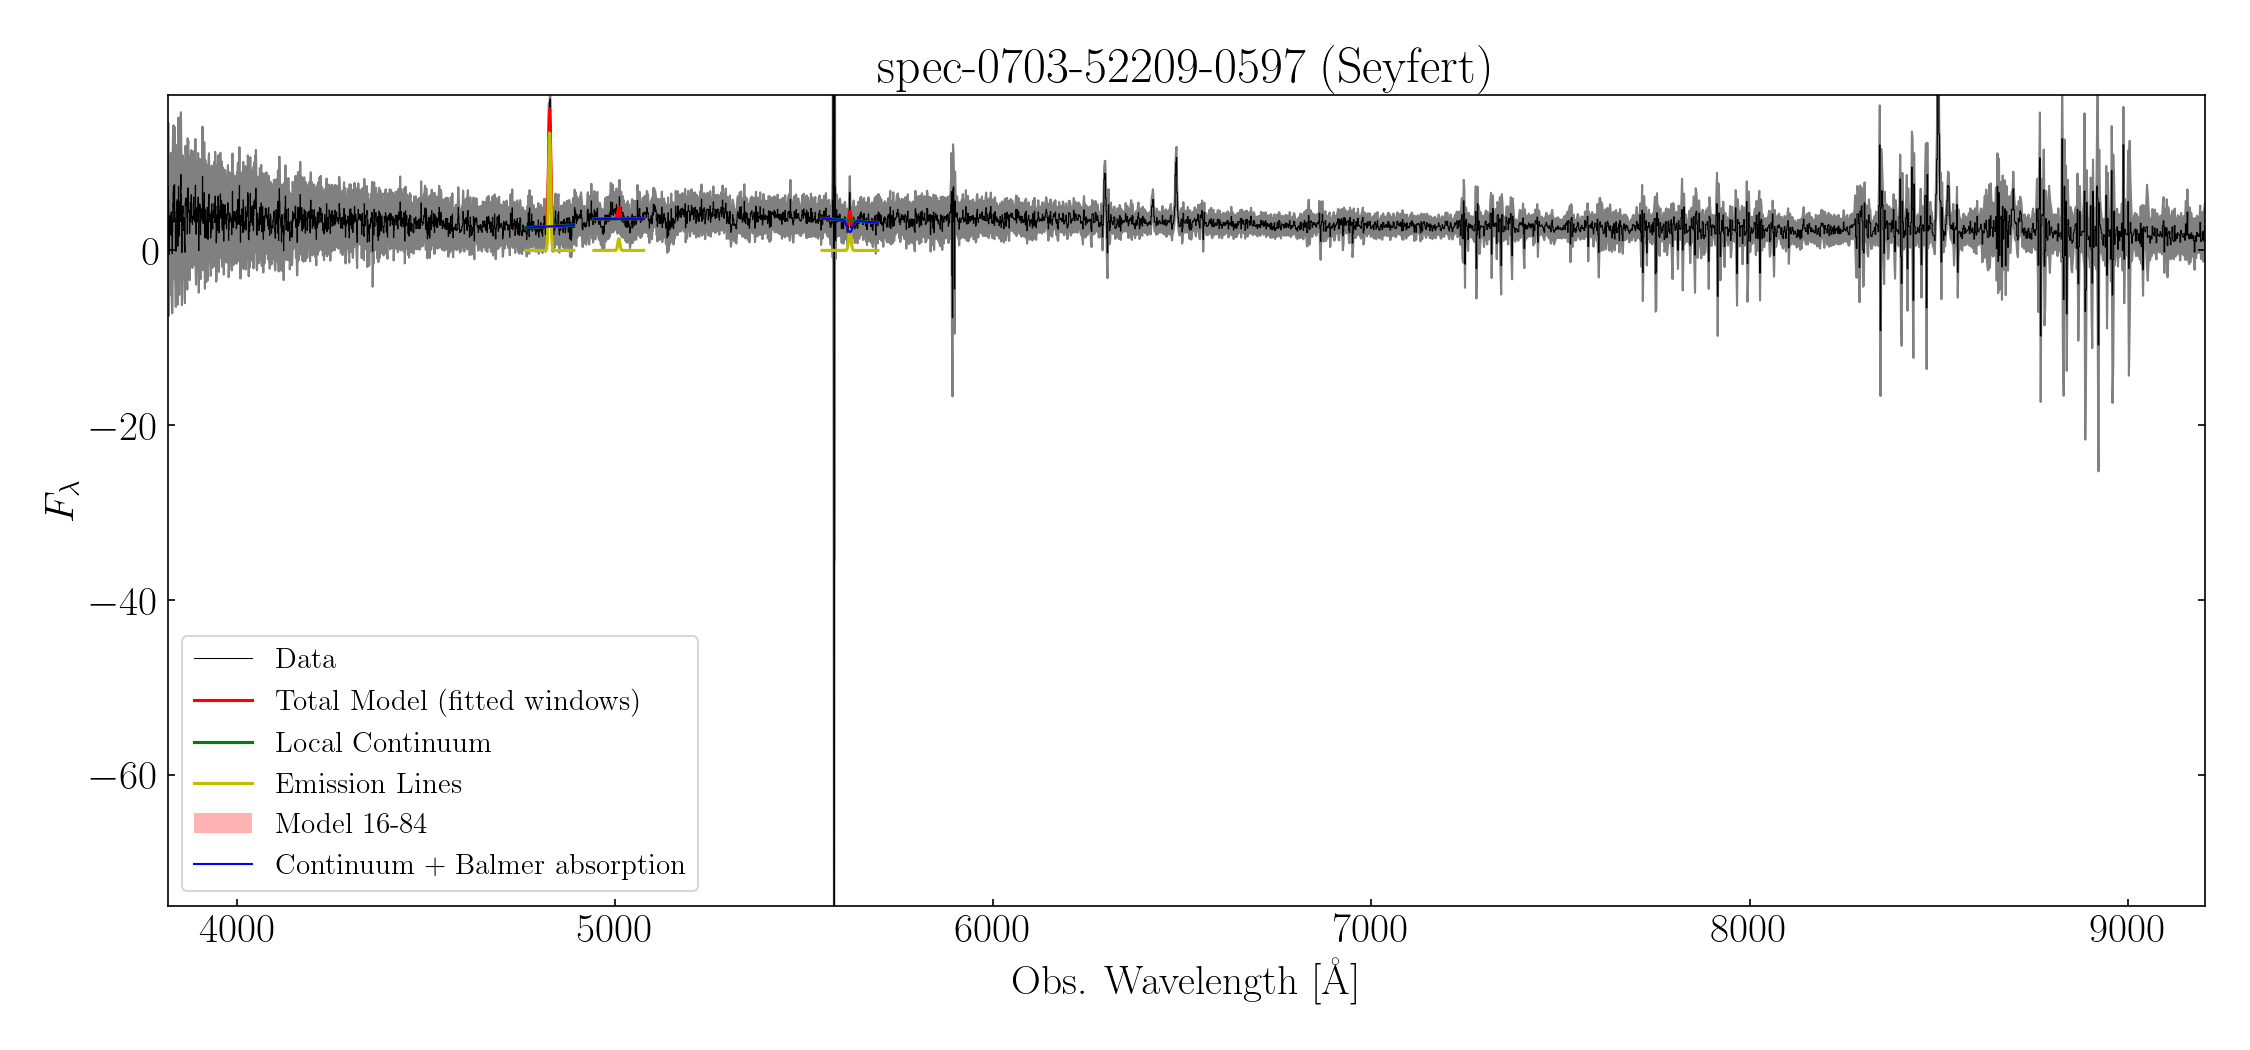 spec-0703-52209-0597 (Seyfert)
0
−20
−40
−60
F_λ
Data
Total Model (fitted windows)
Local Continuum
Emission Lines
Model 16-84
Continuum + Balmer absorption
4000 5000 6000 7000 8000 9000
Obs. Wavelength [Å]